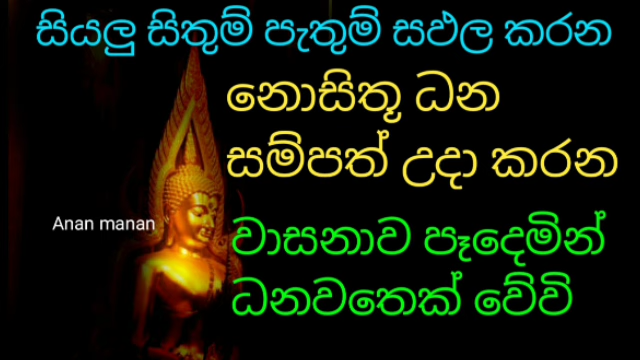 සියලු සිතුම් පැතුම් සඵල කරන
නොසිතූ ධන
සම්පත් උදා කරන
Anan manan
වාසනාව පෑදෙමින්
ධනවතෙක් වේවි